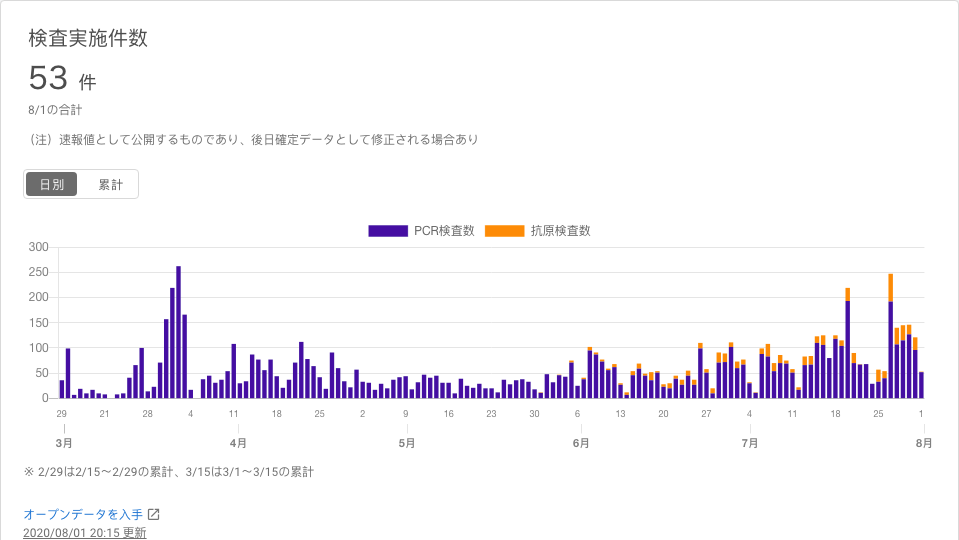 検査実施件数
53 件
8/1の合計
（注）速報値として公開するものであり、後日確定データとして修正される場合あり
日別 累計
PCR検査数 抗原検査数
300
250
200
150
100
50
0
29 21 28 4 11 18 25 2 9 16 23 30 6 13 20 27 4 11 18 25 1
3月 4月 5月 6月 7月 8月
※ 2/29は2/15〜2/29の累計、3/15は3/1〜3/15の累計
オープンデータを入手
2020/08/01 20:15 更新